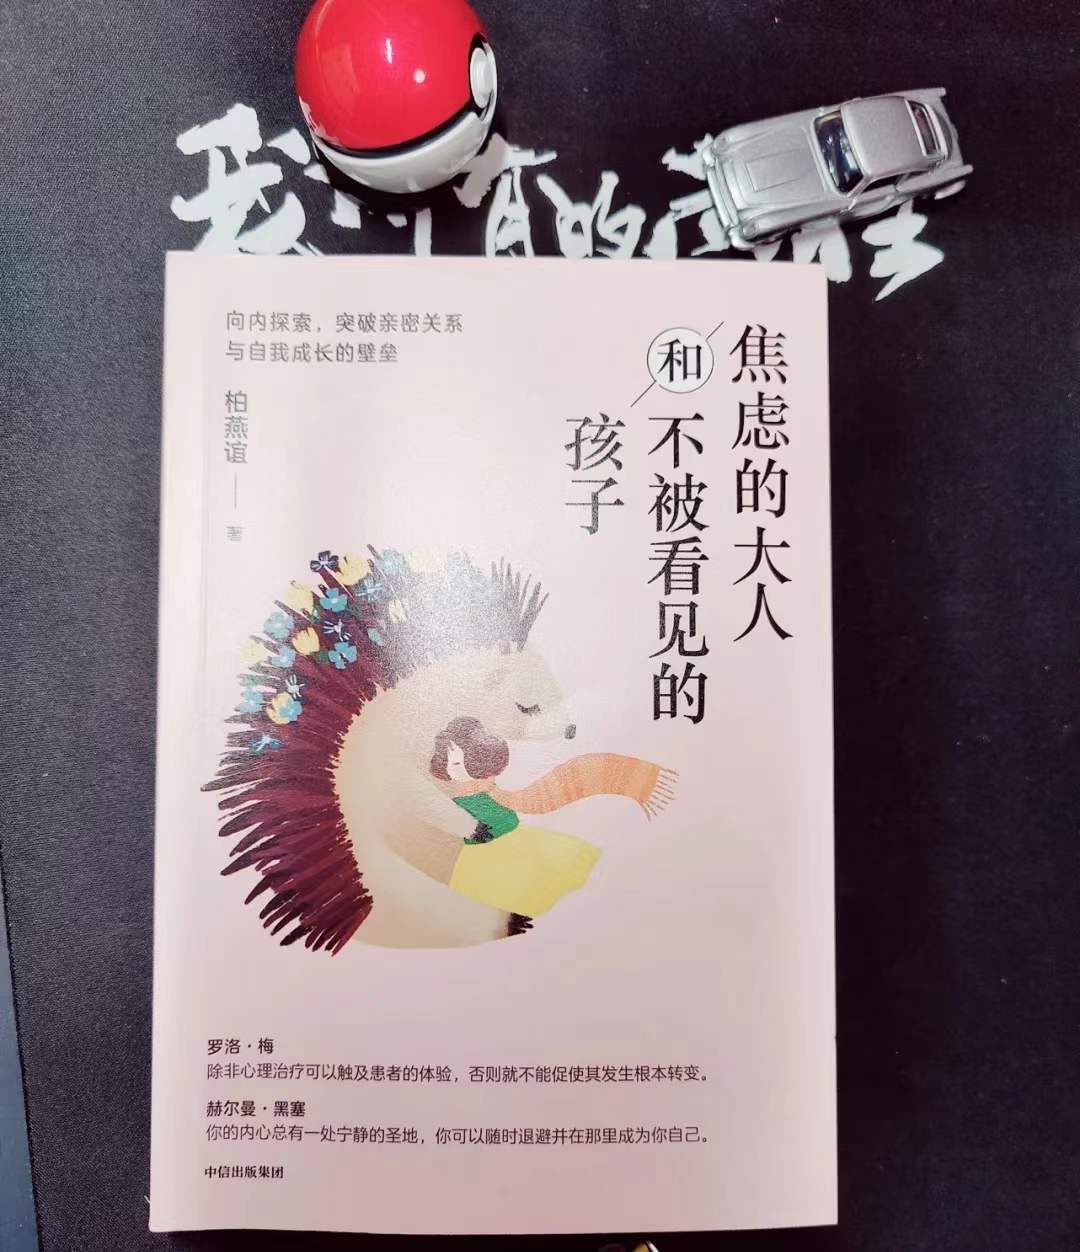 我
有的
向内探索，突破亲密关系
与自我成长的壁垒
柏燕谊
著
焦虑的大人
和
不被看见的
孩子
罗洛·梅
除非心理治疗可以触及患者的体验，否则就不能促使其发生根本转变。
赫尔曼·黑塞
你的内心总有一处宁静的圣地，你可以随时退避并在那里成为你自己。
中信出版集团